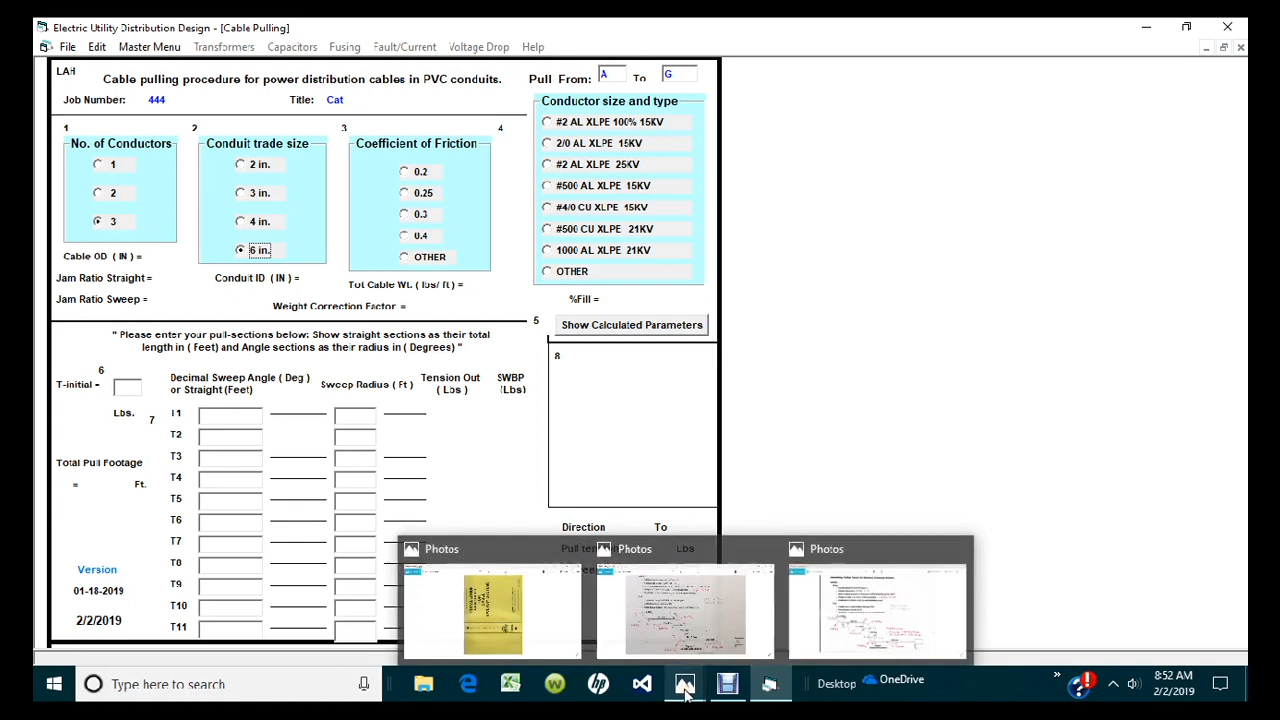 Electric Utility Distribution Design - [Cable Pulling]
File Edit Master Menu Transformers Capacitors Fusing Fault/Current Voltage Drop Help
LAH
Cable pulling procedure for power distribution cables in PVC conduits.
Pull From: A To G
Job Number: 444 Title: Cat
1
No. of Conductors
1
2
3
2
Conduit trade size
2 in.
3 in.
4 in.
6 in.
3
Coefficient of Friction
0.2
0.25
0.3
0.4
OTHER
4
Conductor size and type
#2 AL XLPE 100% 15KV
2/0 AL XLPE 15KV
#2 AL XLPE 25KV
#500 AL XLPE 15KV
#4/0 CU XLPE 15KV
#500 CU XLPE 21KV
1000 AL XLPE 21KV
OTHER
Cable OD ( IN ) =
Jam Ratio Straight =
Jam Ratio Sweep =
Conduit ID ( IN ) =
Tot Cable Wt. ( lbs/ ft ) =
Weight Correction Factor =
%Fill =
5
Show Calculated Parameters
" Please enter your pull-sections below: Show straight sections as their total
length in ( Feet) and Angle sections as their radius in ( Degrees) "
6
T-initial =
Lbs.
7
Decimal Sweep Angle ( Deg )
or Straight (Feet)
Sweep Radius ( Ft )
Tension Out
( Lbs )
SWBP
(Lbs)
T1
T2
T3
T4
T5
T6
T7
T8
T9
T10
T11
Total Pull Footage
= Ft.
Version
01-18-2019
2/2/2019
8
Direction To
Lbs
Photos
Photos
Photos
Type here to search
Desktop
OneDrive
8:52 AM
2/2/2019